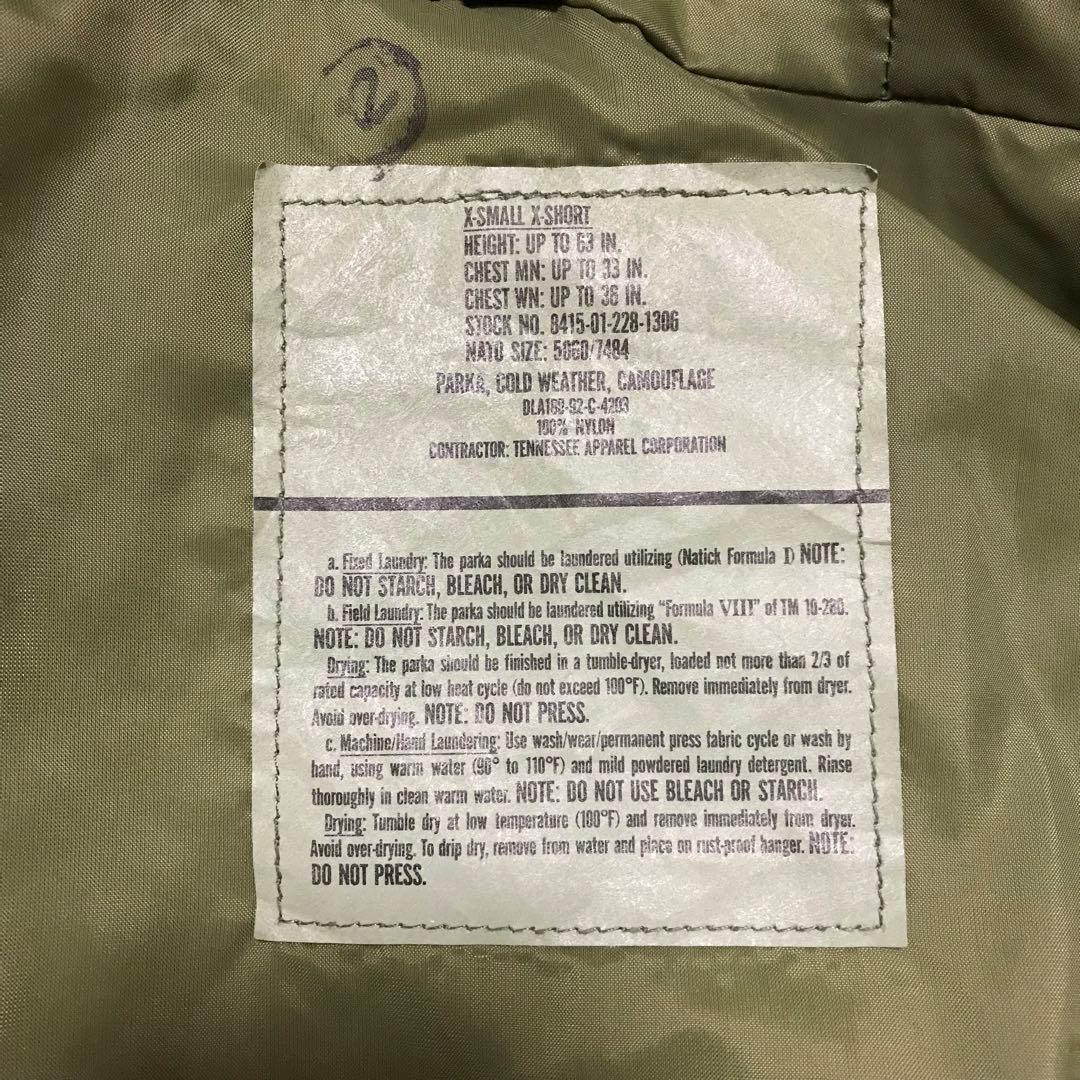 2
X-SMALL X-SHORT
HEIGHT: UP TO 63 IN.
CHEST MN: UP TO 33 IN.
CHEST WN: UP TO 36 IN.
STOCK NO. 8415-01-228-1306
NATO SIZE: 5060/7484
PARKA, COLD WEATHER, CAMOUFLAGE
DLA100-92-C-4203
100% NYLON
CONTRACTOR: TENNESSEE APPAREL CORPORATION
a. Fixed Laundry: The parka should be laundered utilizing (Natick Formula I) NOTE:
DO NOT STARCH, BLEACH, OR DRY CLEAN.
b. Field Laundry: The parka should be laundered utilizing "Formula VIII" of TM 10-280.
NOTE: DO NOT STARCH, BLEACH, OR DRY CLEAN.
Drying: The parka should be finished in a tumble-dryer, loaded not more than 2/3 of
rated capacity at low heat cycle (do not exceed 100°F). Remove immediately from dryer.
Avoid over-drying. NOTE: DO NOT PRESS.
c. Machine/Hand Laundering: Use wash/wear/permanent press fabric cycle or wash by
hand, using warm water (90° to 110°F) and mild powdered laundry detergent. Rinse
thoroughly in clean warm water. NOTE: DO NOT USE BLEACH OR STARCH.
Drying: Tumble dry at low temperature (100°F) and remove immediately from dryer.
Avoid over-drying. To drip dry, remove from water and place on rust-proof hanger. NOTE:
DO NOT PRESS.